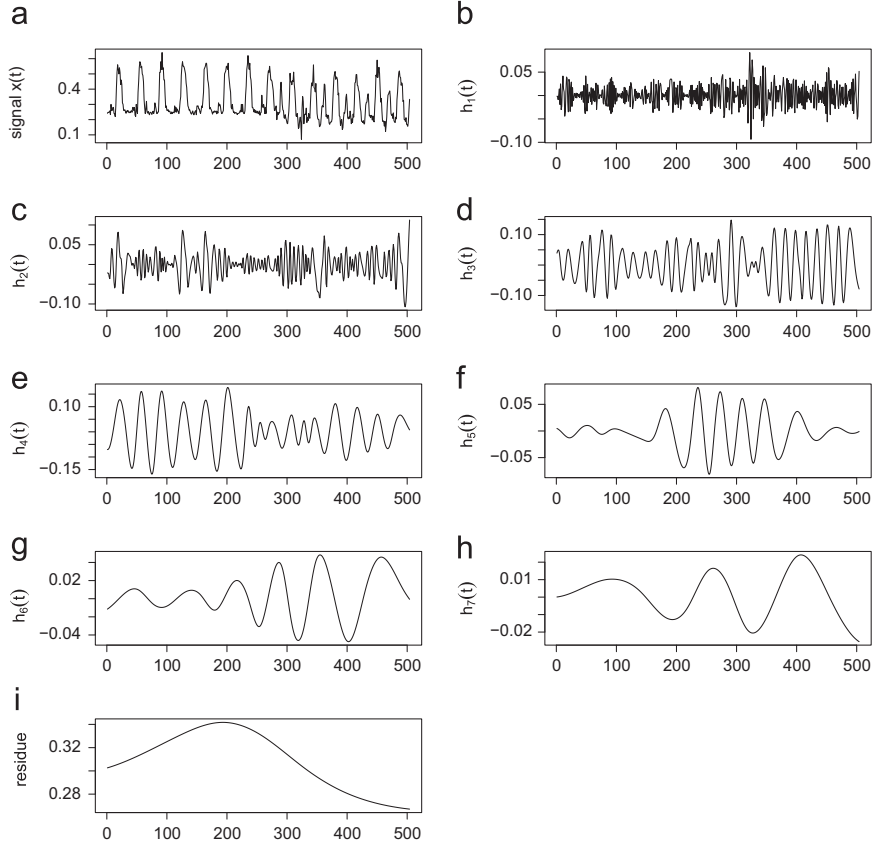 a
signal x(t)
0.4
0.1
0 100 200 300 400 500
b
h1(t)
0.05
−0.10
0 100 200 300 400 500
c
h2(t)
0.05
−0.10
0 100 200 300 400 500
d
h3(t)
0.10
−0.10
0 100 200 300 400 500
e
h4(t)
0.10
−0.15
0 100 200 300 400 500
f
h5(t)
0.05
−0.05
0 100 200 300 400 500
g
h6(t)
0.02
−0.04
0 100 200 300 400 500
h
h7(t)
0.01
−0.02
0 100 200 300 400 500
i
residue
0.32
0.28
0 100 200 300 400 500